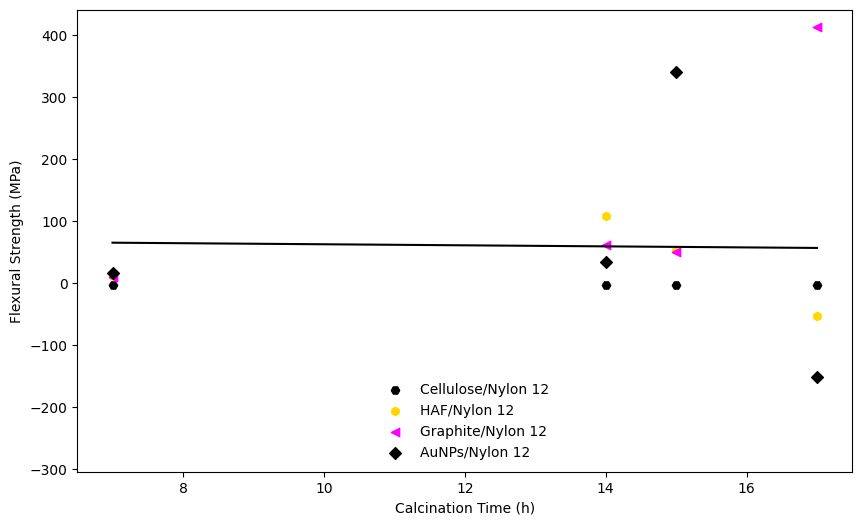 400
300
200
100
0
−100
−200
−300
Flexural Strength (MPa)
Cellulose/Nylon 12
HAF/Nylon 12
Graphite/Nylon 12
AuNPs/Nylon 12
8 10 12 14 16
Calcination Time (h)